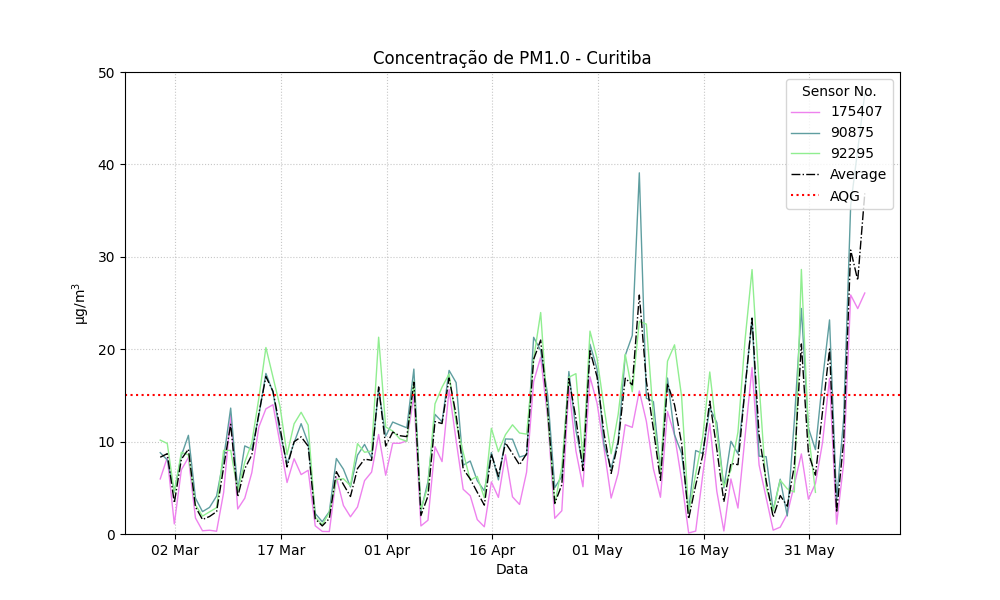 Concentração de PM1.0 - Curitiba
50
40
30
20
10
0
µg/m³
02 Mar
17 Mar
01 Apr
16 Apr
01 May
16 May
31 May
Data
Sensor No.
175407
90875
92295
Average
AQG